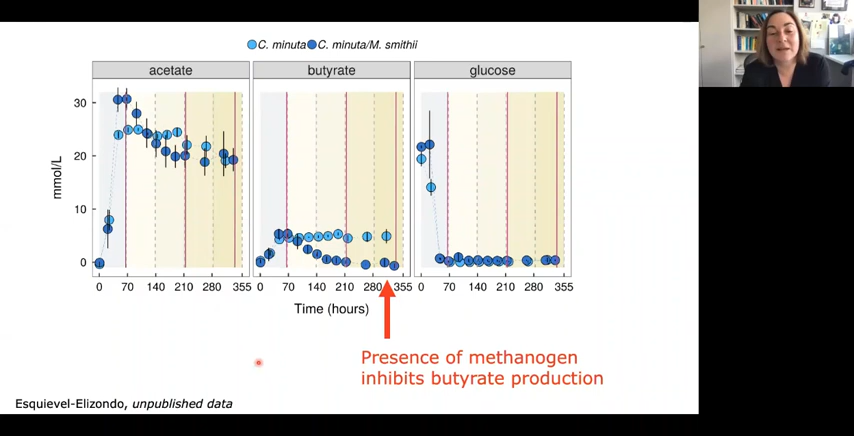 C. minuta C. minuta/M. smithii
acetate butyrate glucose
30
20
10
0
mmol/L
0 70 140 210 280 355 0 70 140 210 280 355 0 70 140 210 280 355
Time (hours)
Presence of methanogen
inhibits butyrate production
Esquievel-Elizondo, unpublished data